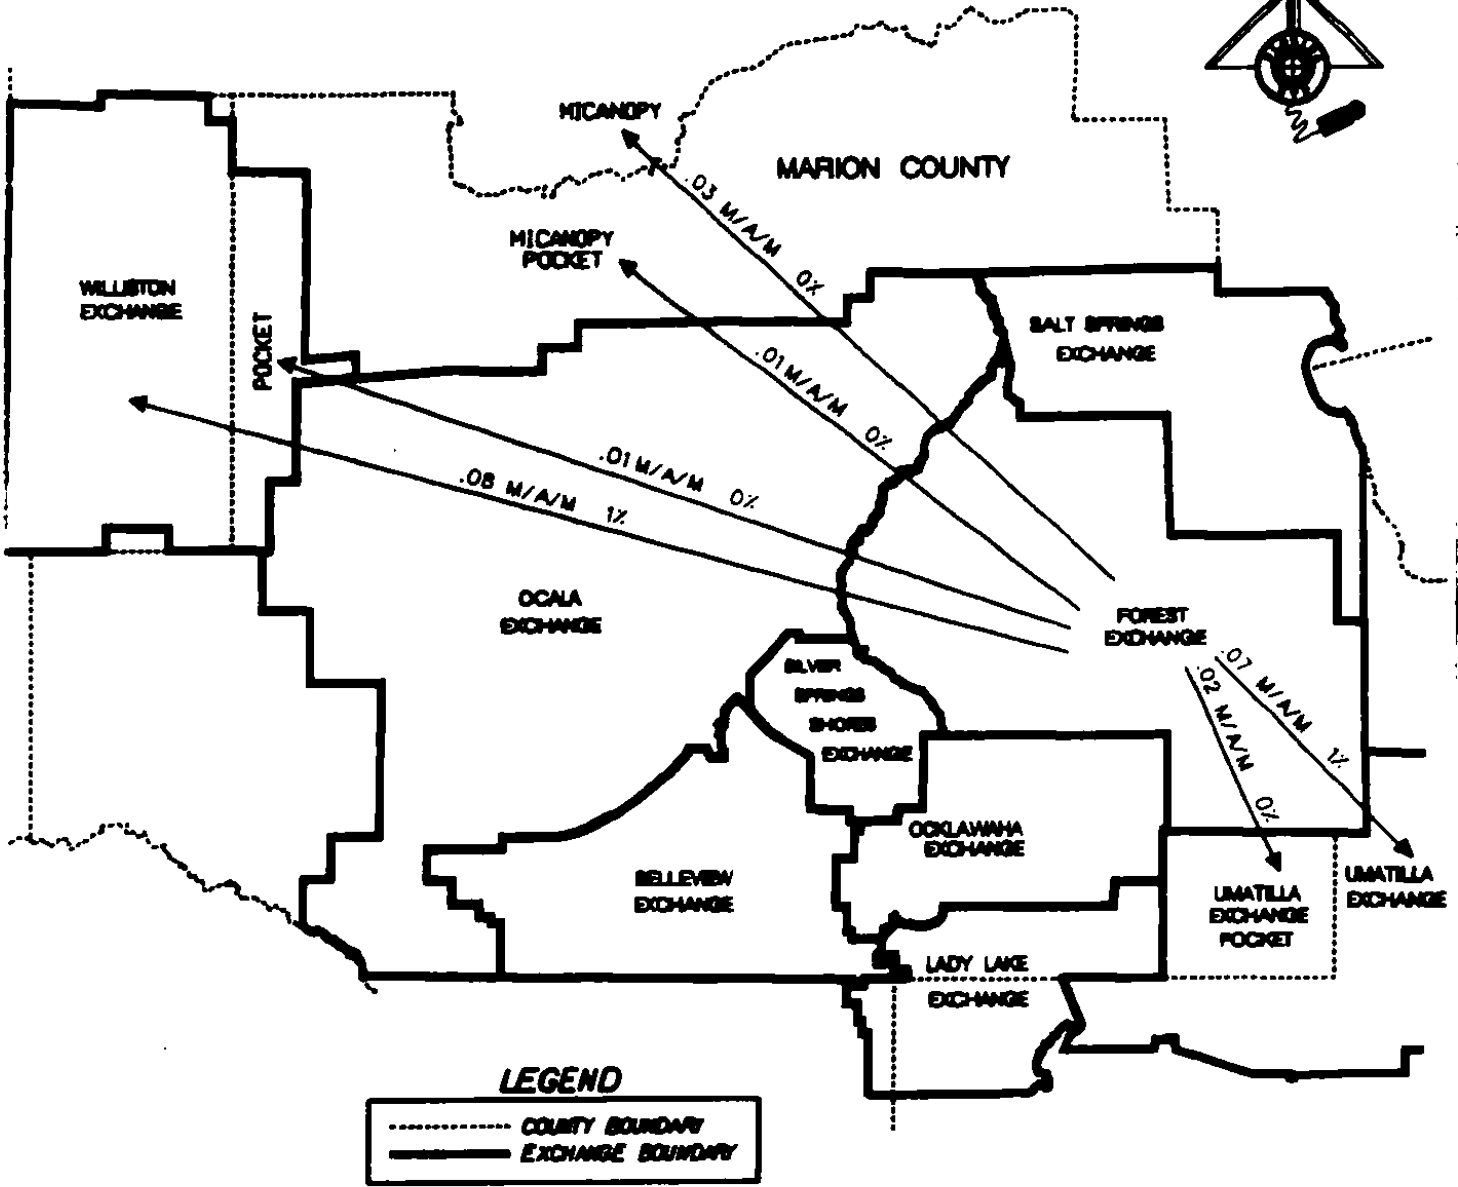 MICANOPY
MARION COUNTY
.03 M/A/M 0%
MICANOPY
POCKET
WILLISTON
EXCHANGE
POCKET
SALT SPRINGS
EXCHANGE
.01 M/A/M 0%
.01 M/A/M 0%
.08 M/A/M 1%
OCALA
EXCHANGE
FOREST
EXCHANGE
SILVER
SPRINGS
SHORES
EXCHANGE
.07 M/A/M 1%
.02 M/A/M 0%
OCKLAWAHA
EXCHANGE
BELLEVIEW
EXCHANGE
UMATILLA
EXCHANGE
POCKET
UMATILLA
EXCHANGE
LADY LAKE
EXCHANGE
LEGEND
COUNTY BOUNDARY
EXCHANGE BOUNDARY